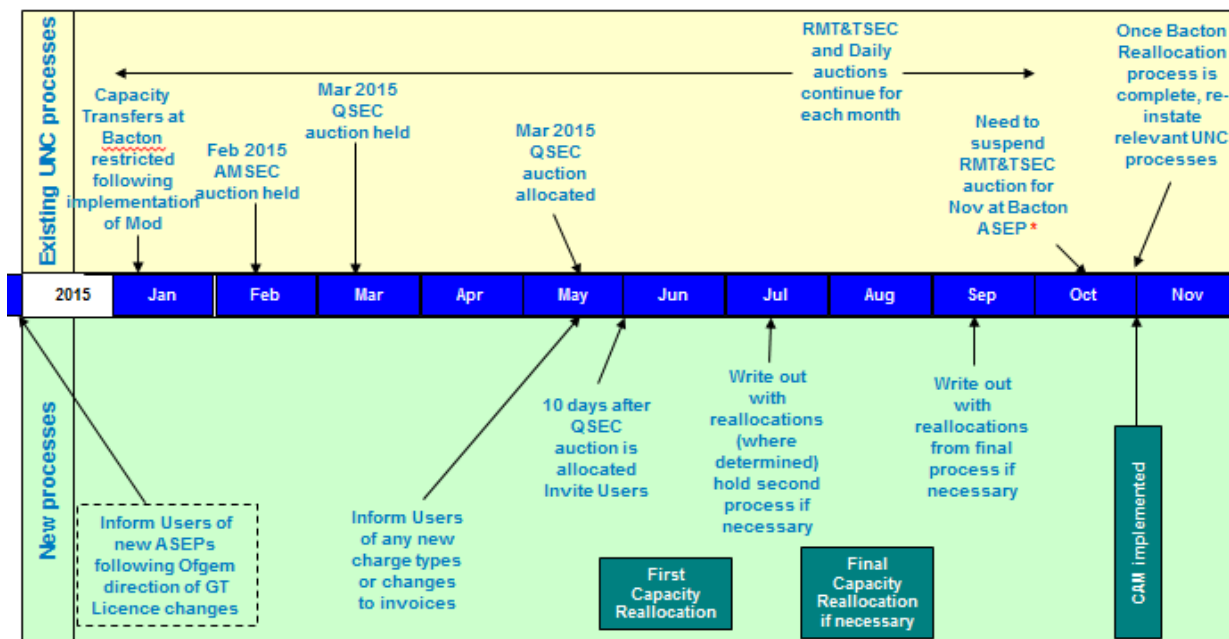 Existing UNC processes
Capacity
Transfers at
Bacton
restricted
following
implementation
of Mod
Feb 2015
AMSEC
auction held
Mar 2015
QSEC
auction held
Mar 2015
QSEC
auction
allocated
RMT&TSEC
and Daily
auctions
continue for
each month
Need to
suspend
RMT&TSEC
auction for
Nov at Bacton
ASEP *
Once Bacton
Reallocation
process is
complete, re-
instate
relevant UNC
processes
2015 Jan Feb Mar Apr May Jun Jul Aug Sep Oct Nov
New processes
Inform Users of
new ASEPs
following Ofgem
direction of GT
Licence changes
Inform Users
of any new
charge types
or changes
to invoices
10 days after
QSEC
auction is
allocated
Invite Users
First
Capacity
Reallocation
Write out
with
reallocations
(where
determined)
hold second
process if
necessary
Final
Capacity
Reallocation
if necessary
Write out
with
reallocations
from final
process if
necessary
CAM implemented